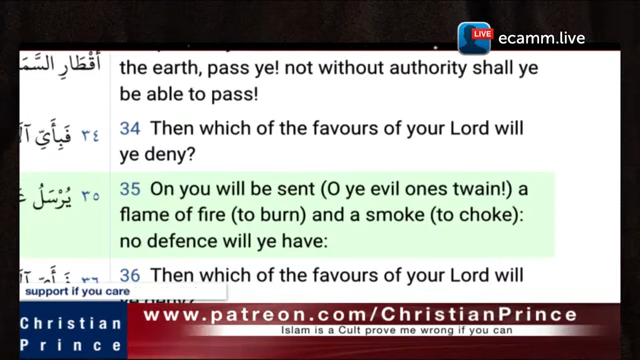 LIVE ecamm.live
أَقْطَارِ
the earth, pass ye! not without authority shall ye
be able to pass!
٣٤ فَبِأَيِّ
34 Then which of the favours of your Lord will
ye deny?
٣٥ يُرْسَلُ
35 On you will be sent (O ye evil ones twain!) a
flame of fire (to burn) and a smoke (to choke):
no defence will ye have:
٣٦
36 Then which of the favours of your Lord will
ye deny?
support if you care
Christian
Prince
www.patreon.com/ChristianPrince
Islam is a Cult prove me wrong if you can